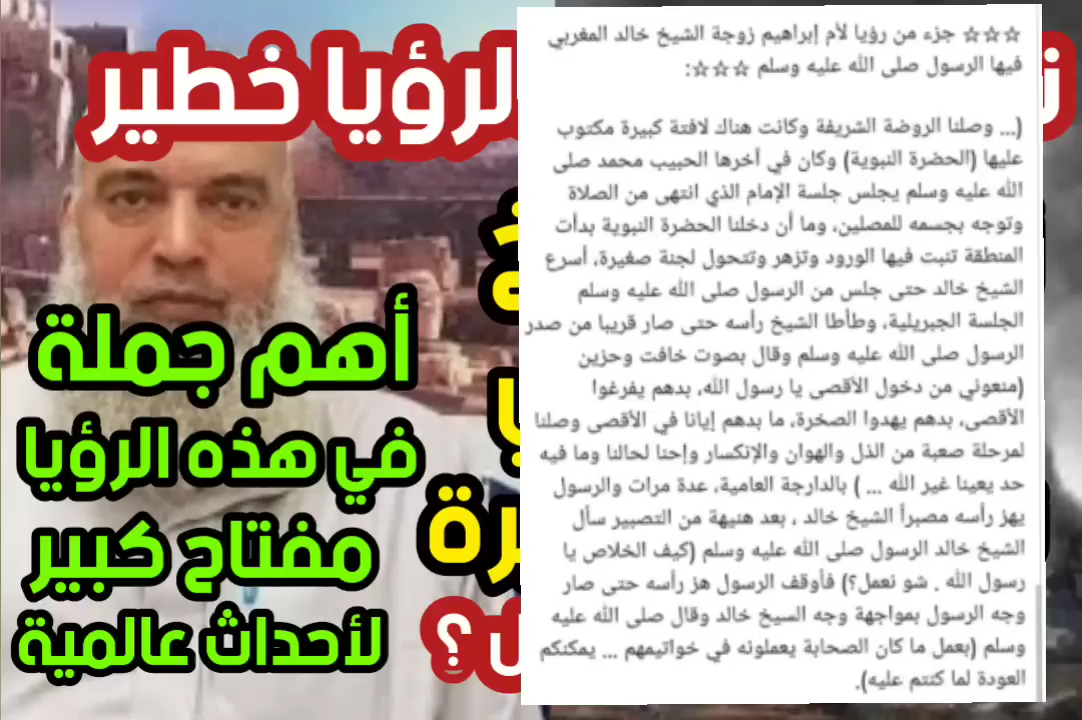 الرؤيا خطير
☆☆☆ جزء من رؤيا لأم إبراهيم زوجة الشيخ خالد المغربي
فيها الرسول صلى الله عليه وسلم ☆☆☆:
(... وصلنا الروضة الشريفة وكانت هناك لافتة كبيرة مكتوب
عليها (الحضرة النبوية) وكان في آخرها الحبيب محمد صلى
الله عليه وسلم يجلس جلسة الإمام الذي انتهى من الصلاة
وتوجه بجسمه للمصلين، وما أن دخلنا الحضرة النبوية بدأت
المنطقة تنبت فيها الورود وتزهر وتتحول لجنة صغيرة، أسرع
الشيخ خالد حتى جلس من الرسول صلى الله عليه وسلم
الجلسة الجبريلية، وطأطا الشيخ رأسه حتى صار قريبا من صدر
الرسول صلى الله عليه وسلم وقال بصوت خافت وحزين
(منعوني من دخول الأقصى يا رسول الله، بدهم يفرغوا
الأقصى، بدهم يهدوا الصخرة، ما بدهم إيانا في الأقصى وصلنا
لمرحلة صعبة من الذل والهوان والإنكسار وإحنا لحالنا وما فيه
حد يعينا غير الله ... ) بالدارجة العامية، عدة مرات والرسول
يهز رأسه مصبراً الشيخ خالد ، بعد هنيهة من التصبير سأل
الشيخ خالد الرسول صلى الله عليه وسلم (كيف الخلاص يا
رسول الله . شو نعمل؟) فأوقف الرسول هز رأسه حتى صار
وجه الرسول بمواجهة وجه السيخ خالد وقال صلى الله عليه
وسلم (بعمل ما كان الصحابة يعملونه في خواتيمهم ... يمكنكم
العودة لما كنتم عليه).
أهم جملة
في هذه الرؤيا
مفتاح كبير
لأحداث عالمية